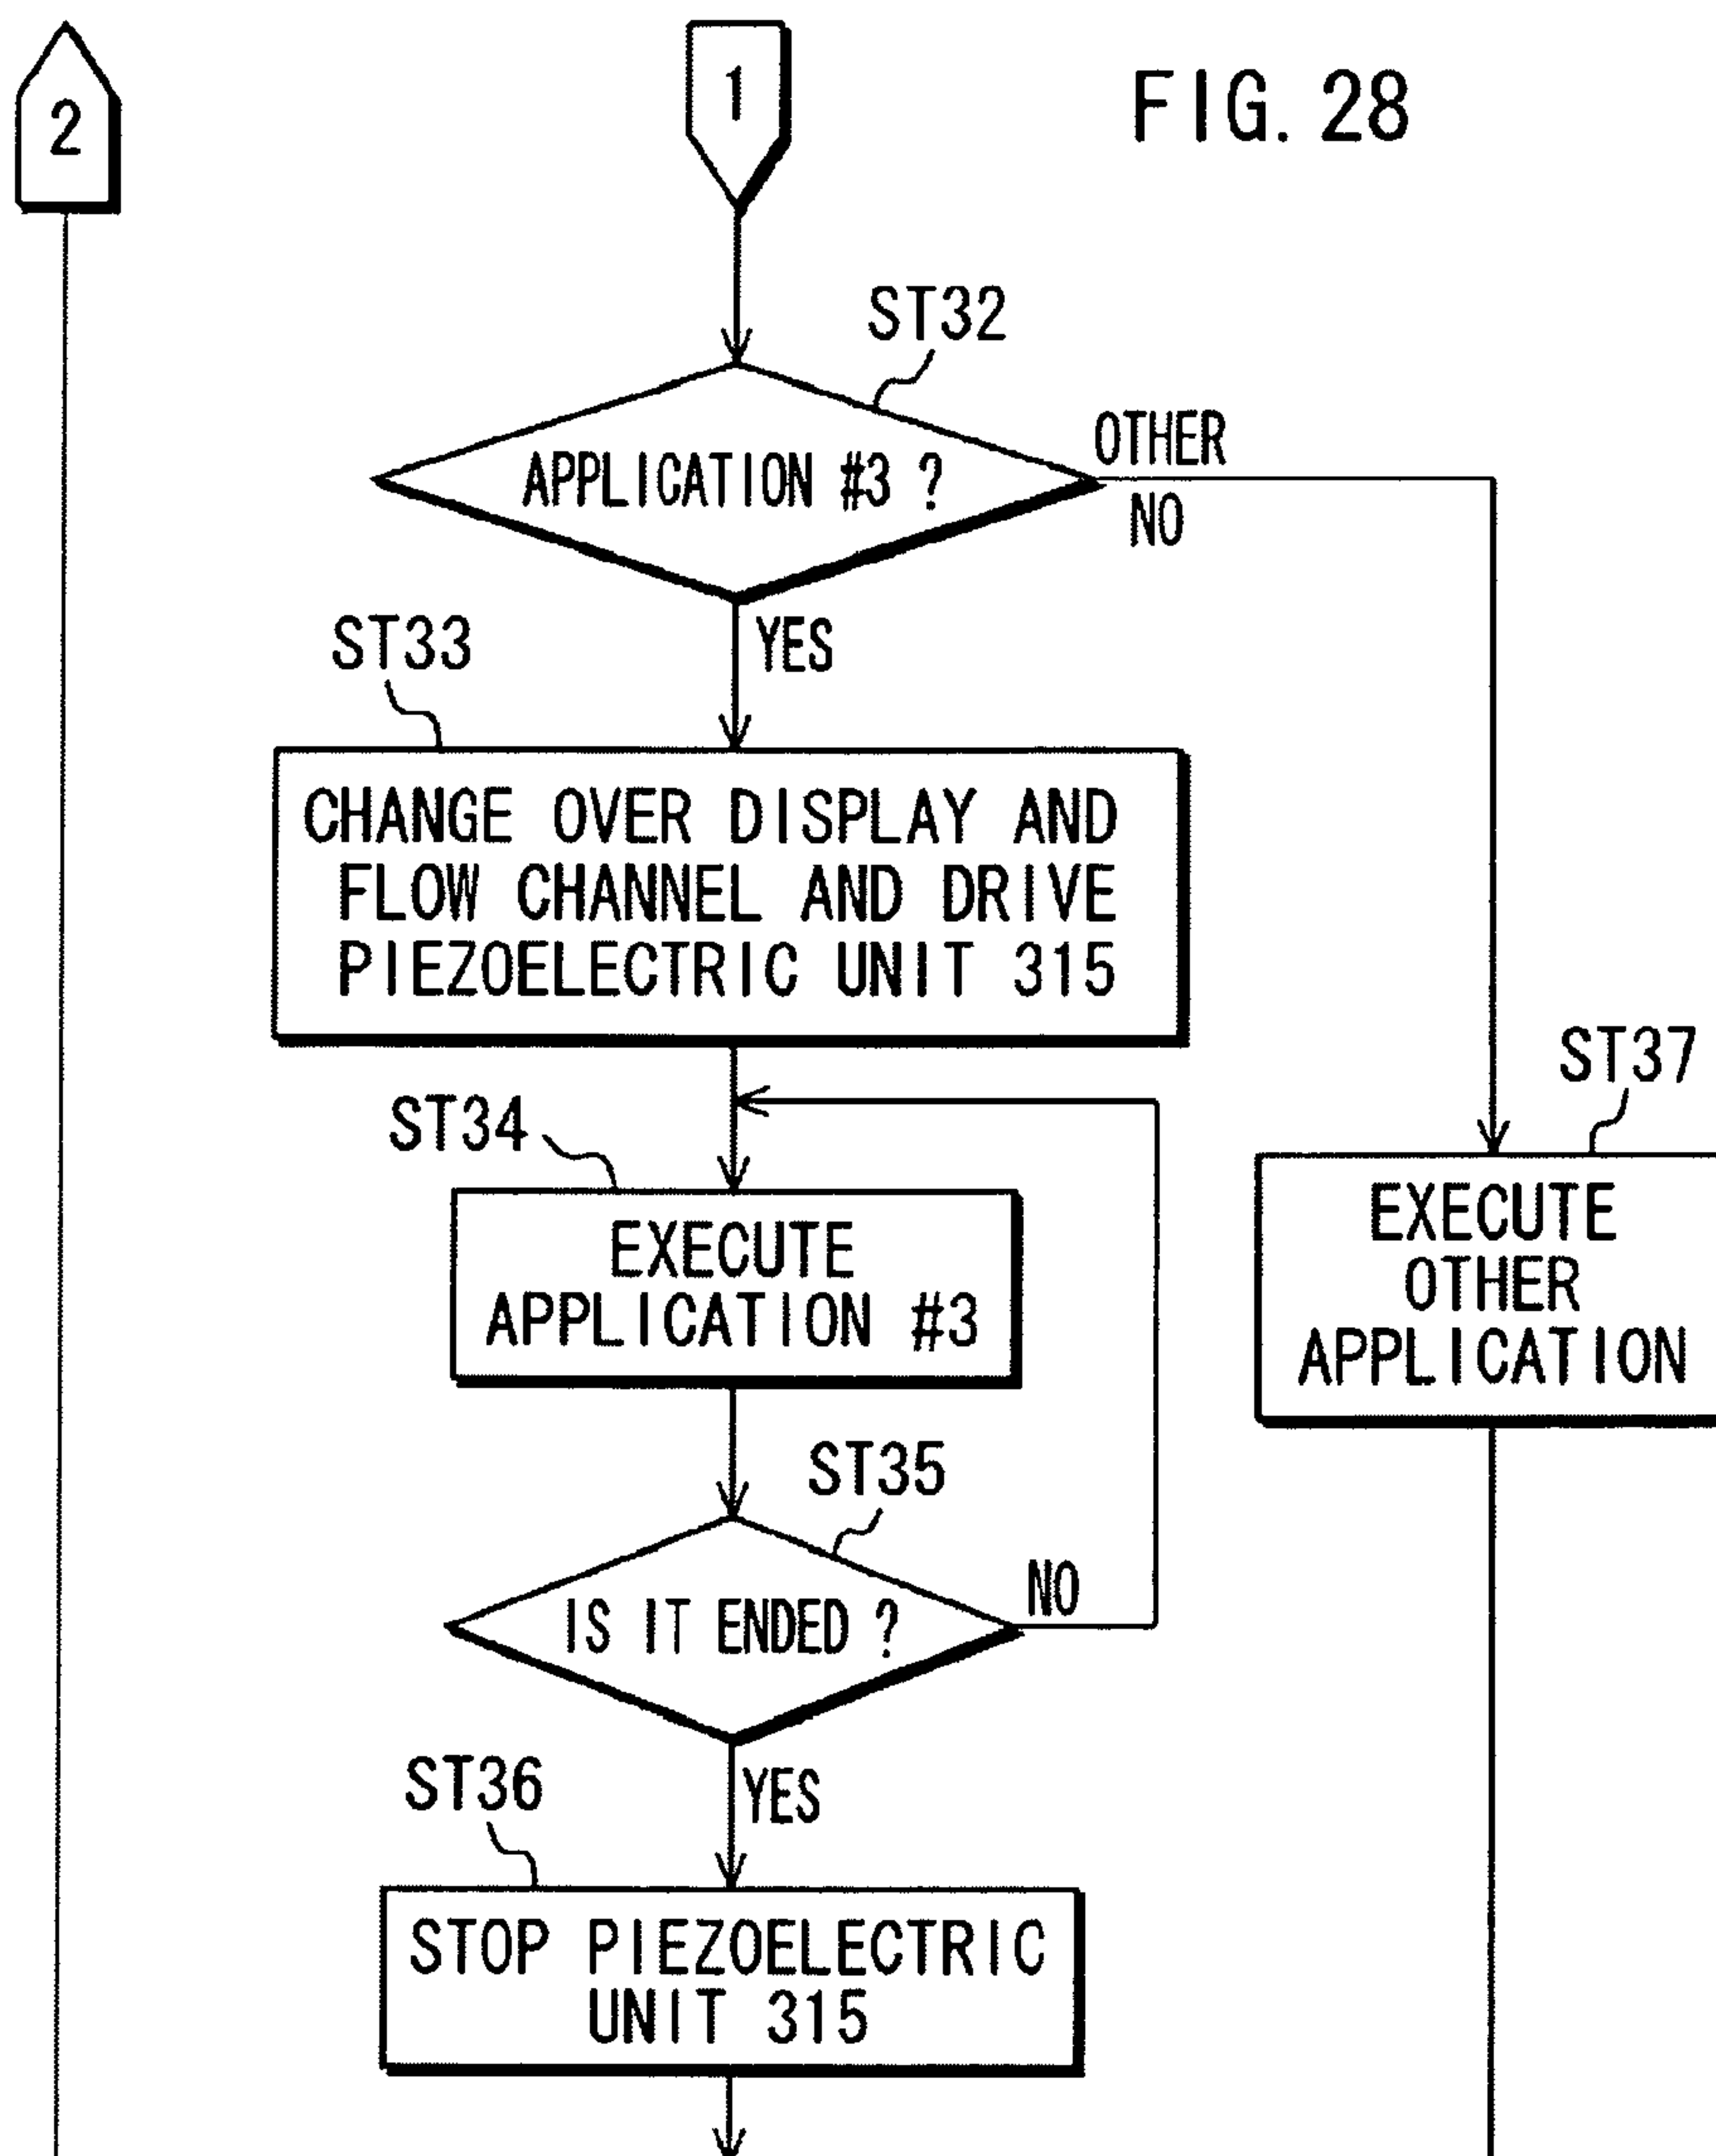 2
1
FIG. 28
ST32
APPLICATION #3 ?
OTHER
NO
YES
ST33
CHANGE OVER DISPLAY AND
FLOW CHANNEL AND DRIVE
PIEZOELECTRIC UNIT 315
ST37
ST34
EXECUTE
OTHER
APPLICATION
EXECUTE
APPLICATION #3
ST35
NO
IS IT ENDED ?
ST36
YES
STOP PIEZOELECTRIC
UNIT 315